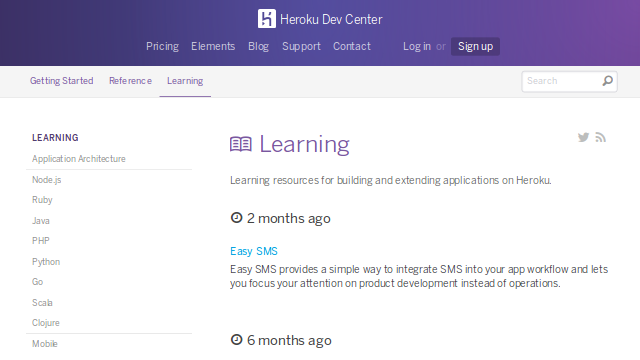 Heroku Dev Center
Pricing Elements Blog Support Contact Log in or Sign up
Getting Started Reference Learning Search
LEARNING
Application Architecture
Node.js
Ruby
Java
PHP
Python
Go
Scala
Clojure
Mobile
Learning
Learning resources for building and extending applications on Heroku.
2 months ago
Easy SMS
Easy SMS provides a simple way to integrate SMS into your app workflow and lets
you focus your attention on product development instead of operations.
6 months ago